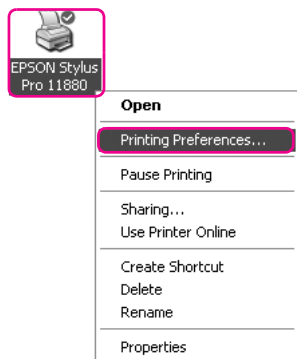 EPSON Stylus
Pro 11880
Open
Printing Preferences...
Pause Printing
Sharing...
Use Printer Online
Create Shortcut
Delete
Rename
Properties